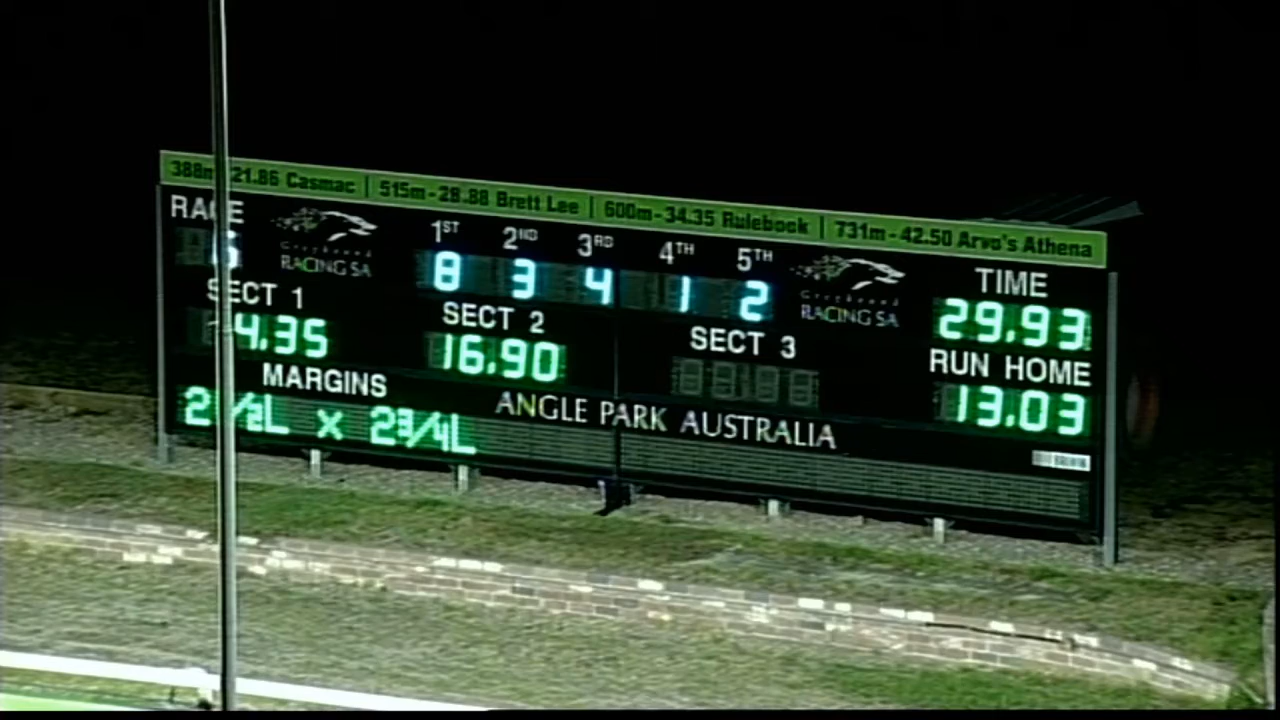 388m-21.86 Casmac | 515m-28.88 Brett Lee | 600m-34.35 Rulebook | 731m-42.50 Arvo's Athena
RACE 1ST 2ND 3RD 4TH 5TH TIME
Greyhound RACING SA 8 3 4 1 2 Greyhound RACING SA 29.93
SECT 1 SECT 2 SECT 3 RUN HOME
4.35 16.90 13.03
MARGINS
2 1/2L x 2 3/4L ANGLE PARK AUSTRALIA